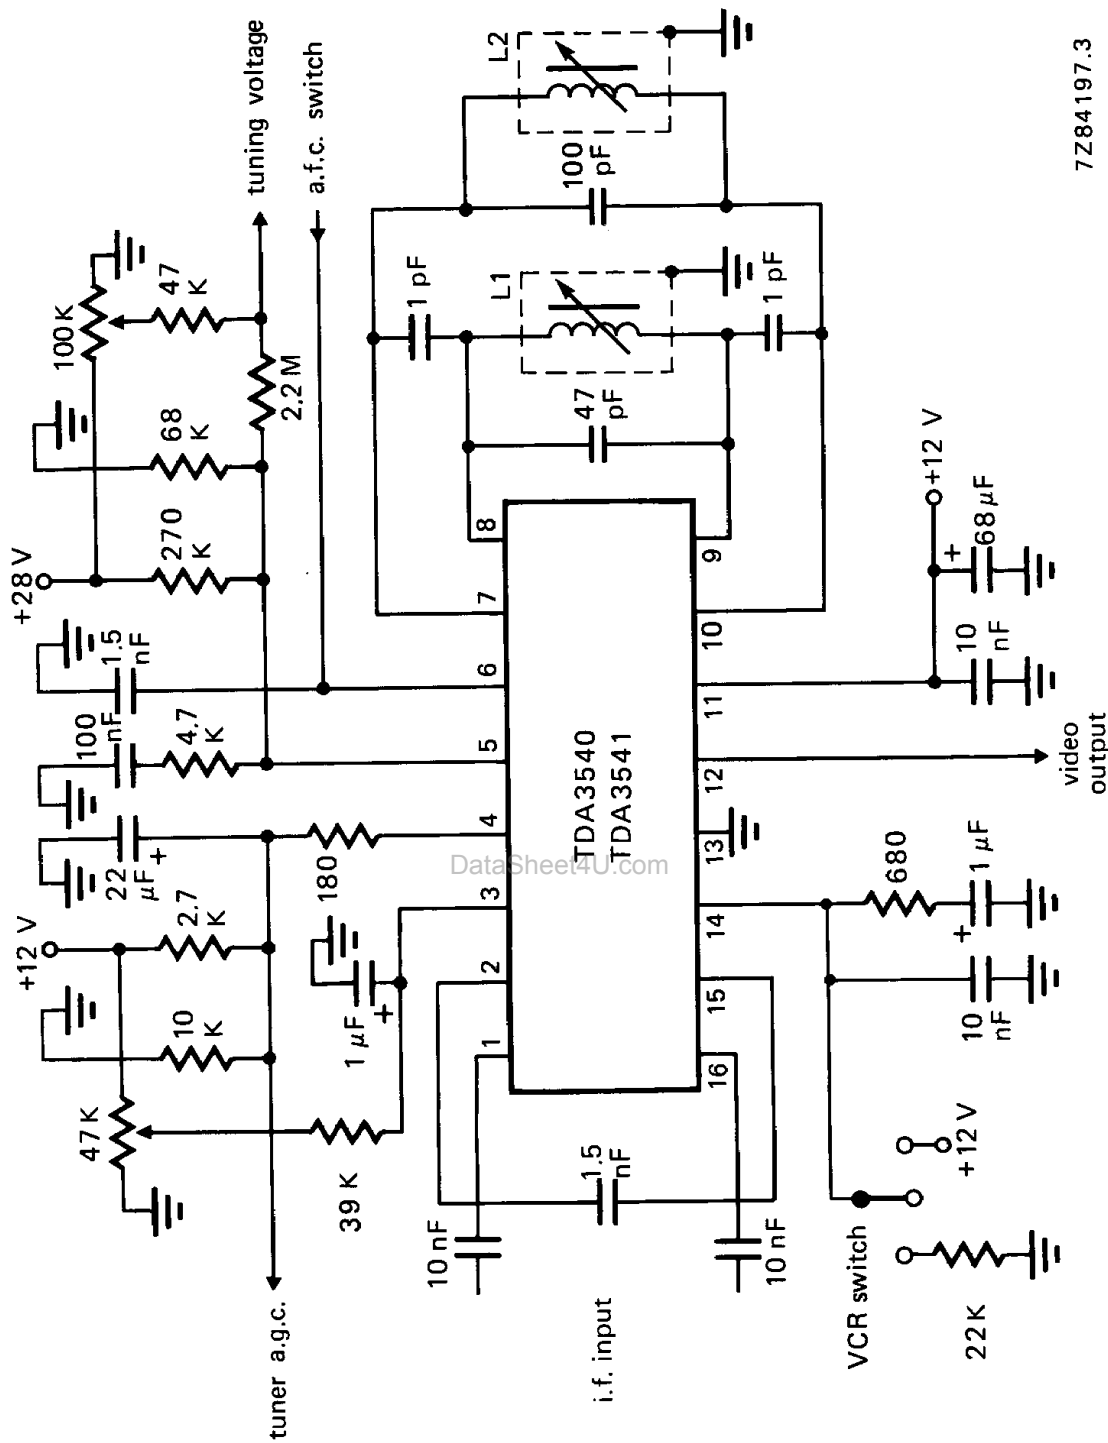 tuner a.g.c.
47 K
10 K
+12 V
2.7 K
22 µF
+
100 nF
4.7 K
1.5 nF
+28 V
270 K
68 K
100 K
47 K
2.2 M
tuning voltage
a.f.c. switch
39 K
1 µF
+
180
10 nF
1.5 nF
i.f. input
10 nF
1
2
3
4
5
6
7
8
TDA3540
TDA3541
16
15
14
13
12
11
10
9
1 pF
47 pF
L1
1 pF
100 pF
L2
VCR switch
22 K
+12 V
10 nF
680
+
1 µF
video output
10 nF
+
68 µF
+12 V
7Z84197.3
DataSheet4U.com